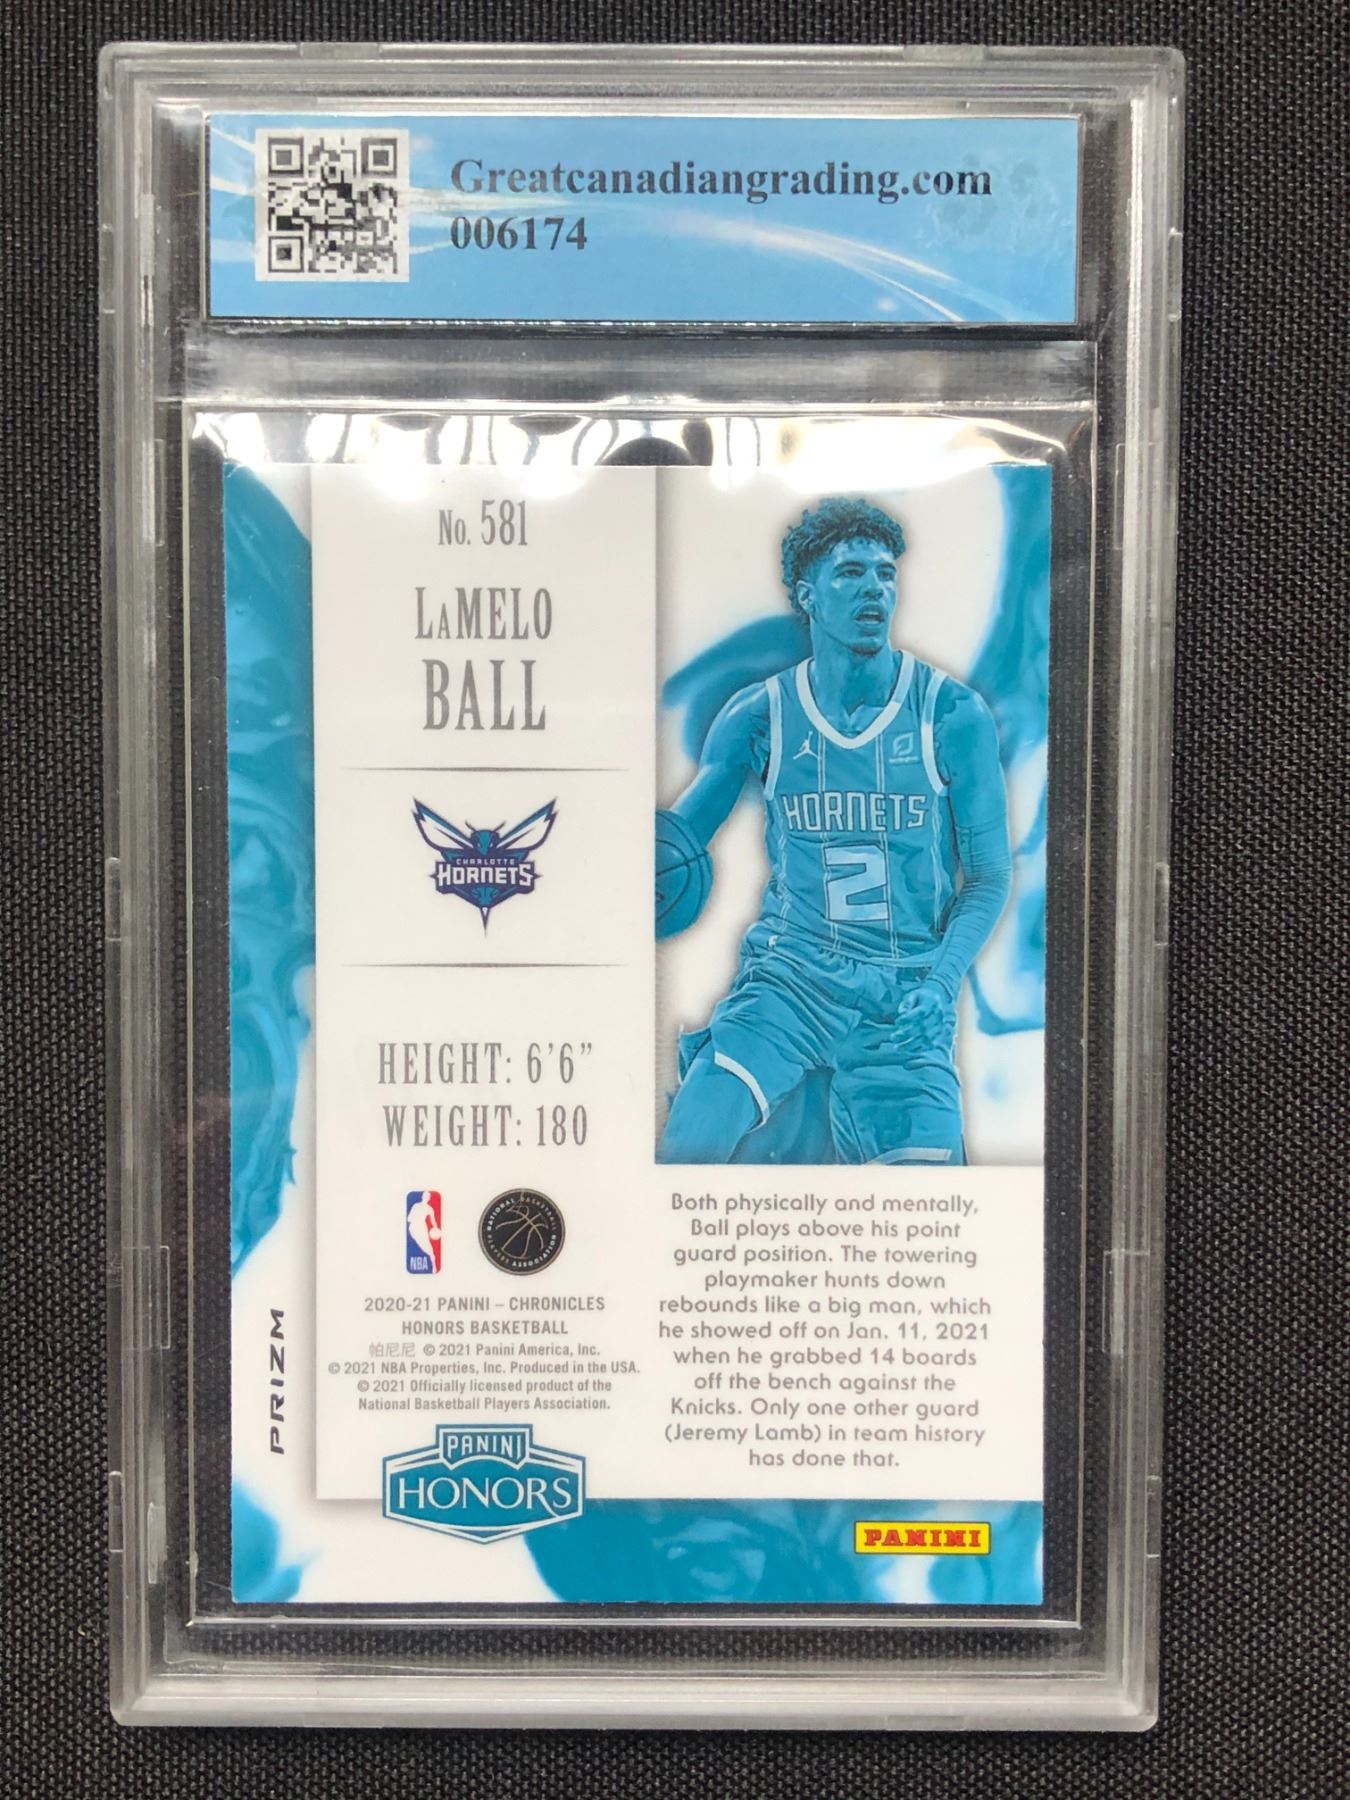 Greatcanadiangrading.com
006174
No. 581
LAMELO
BALL
CHARLOTTE
HORNETS
HEIGHT: 6'6"
WEIGHT: 180
NBA
NATIONAL BASKETBALL
PLAYERS ASSOCIATION
2020-21 PANINI – CHRONICLES
HONORS BASKETBALL
帕尼尼 © 2021 Panini America, Inc.
© 2021 NBA Properties, Inc. Produced in the USA.
© 2021 Officially licensed product of the
National Basketball Players Association.
PRIZM
PANINI
HONORS
HORNETS
2
Both physically and mentally,
Ball plays above his point
guard position. The towering
playmaker hunts down
rebounds like a big man, which
he showed off on Jan. 11, 2021
when he grabbed 14 boards
off the bench against the
Knicks. Only one other guard
(Jeremy Lamb) in team history
has done that.
PANINI